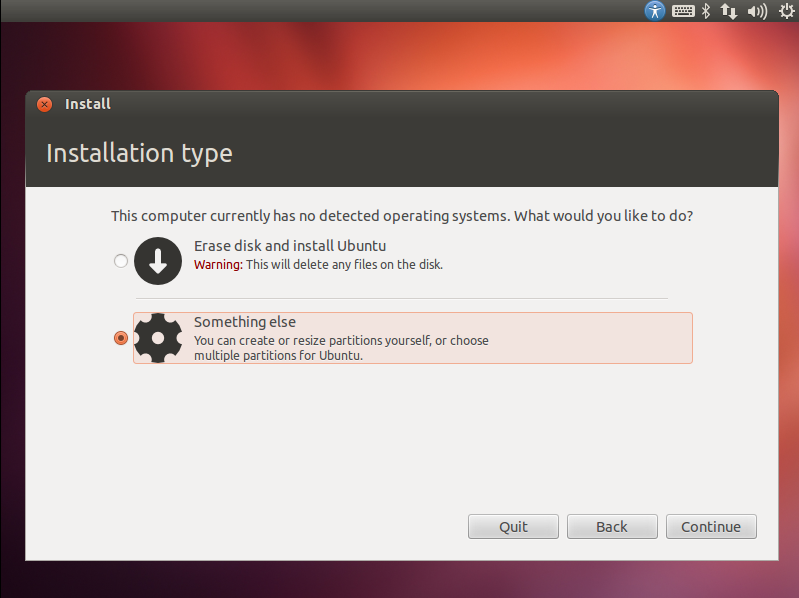 Install
Installation type
This computer currently has no detected operating systems. What would you like to do?
Erase disk and install Ubuntu
Warning: This will delete any files on the disk.
Something else
You can create or resize partitions yourself, or choose
multiple partitions for Ubuntu.
Quit
Back
Continue